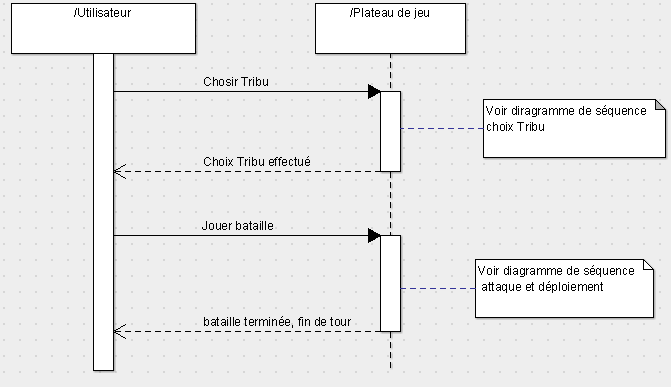 /Utilisateur
/Plateau de jeu
Chosir Tribu
Voir diragramme de séquence
choix Tribu
Choix Tribu effectué
Jouer bataille
Voir diagramme de séquence
attaque et déploiement
bataille terminée, fin de tour